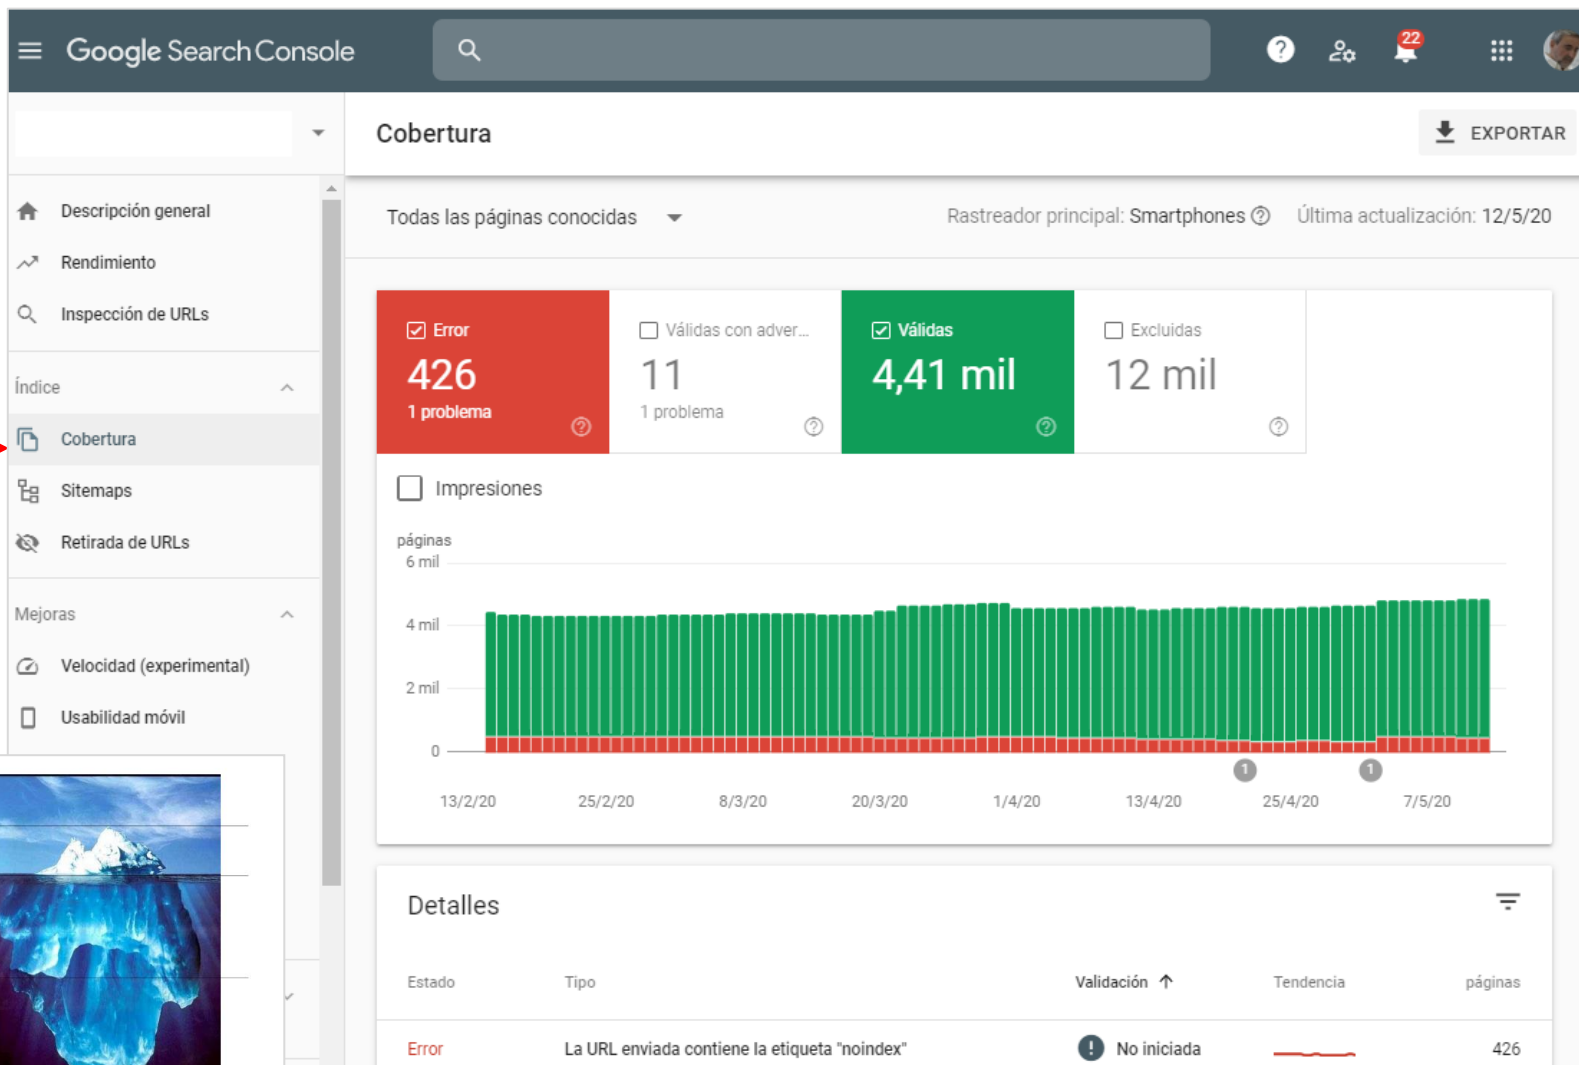 Google Search Console
22
Cobertura
EXPORTAR
Descripción general
Rendimiento
Inspección de URLs
Índice
Cobertura
Sitemaps
Retirada de URLs
Mejoras
Velocidad (experimental)
Usabilidad móvil
Todas las páginas conocidas
Rastreador principal: Smartphones
Última actualización: 12/5/20
Error
426
1 problema
Válidas con adver...
11
1 problema
Válidas
4,41 mil
Excluidas
12 mil
Impresiones
páginas
6 mil
4 mil
2 mil
0
1
1
13/2/20
25/2/20
8/3/20
20/3/20
1/4/20
13/4/20
25/4/20
7/5/20
Detalles
Estado
Tipo
Validación
Tendencia
páginas
Error
La URL enviada contiene la etiqueta "noindex"
No iniciada
426